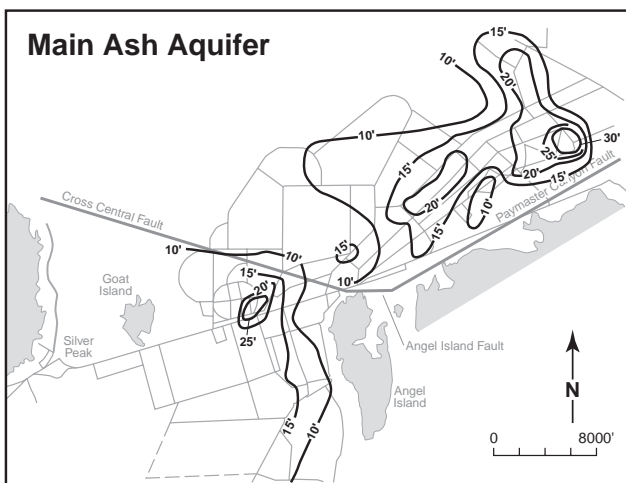 Main Ash Aquifer
15'
10'
20'
10'
30'
25'
15'
20'
15'
Paymaster Canyon Fault
20'
10'
15'
Cross Central Fault
10'
10'
15'
10'
15'
20'
25'
Goat
Island
Silver
Peak
Angel Island Fault
Angel
Island
15'
10'
N
0 8000'